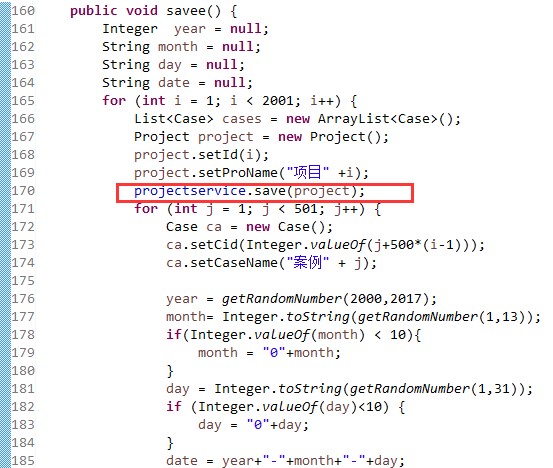 160 public void savee() {
161 Integer  year = null;
162 String month = null;
163 String day = null;
164 String date = null;
165 for (int i = 1; i < 2001; i++) {
166 List<Case> cases = new ArrayList<Case>();
167 Project project = new Project();
168 project.setId(i);
169 project.setProName("项目" +i);
170 projectservice.save(project);
171 for (int j = 1; j < 501; j++) {
172 Case ca = new Case();
173 ca.setCid(Integer.valueOf(j+500*(i-1)));
174 ca.setCaseName("案例" + j);
175
176 year = getRandomNumber(2000,2017);
177 month= Integer.toString(getRandomNumber(1,13));
178 if(Integer.valueOf(month) < 10){
179 month = "0"+month;
180 }
181 day = Integer.toString(getRandomNumber(1,31));
182 if (Integer.valueOf(day)<10) {
183 day = "0"+day;
184 }
185 date = year+"-"+month+"-"+day;